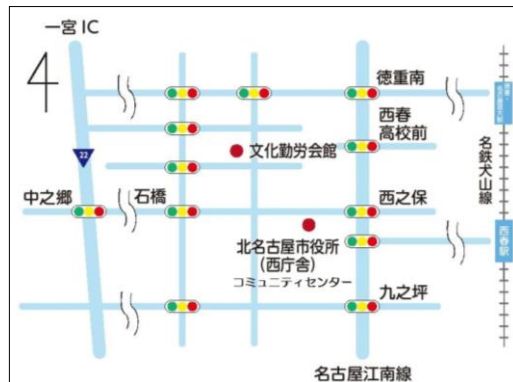 一宮 IC
徳重南
西春
高校前
文化勤労会館
名鉄犬山線
22
中之郷
石橋
西之保
北名古屋市役所
(西庁舎)
コミュニティセンター
西春駅
九之坪
名古屋江南線